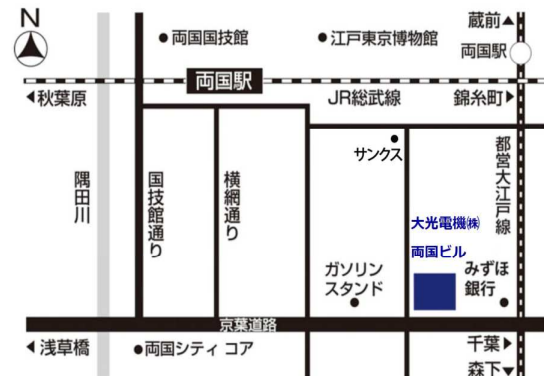 N
蔵前▲
●両国国技館
●江戸東京博物館
両国駅
両国駅
◀秋葉原
JR総武線
錦糸町▶
サンクス
隅田川
国技館通り
横綱通り
都営大江戸線
大光電機㈱
両国ビル
ガソリン
スタンド
みずほ
銀行
京葉道路
◀浅草橋
●両国シティ コア
千葉▶
森下▼